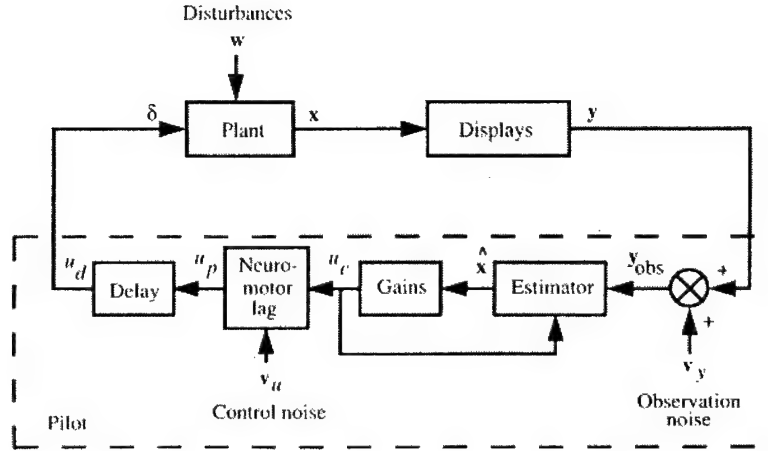 Disturbances
w
δ
Plant
x
Displays
y
u_d
Delay
u_p
Neuro-
motor
lag
u_c
Gains
x̂
Estimator
y_obs
+
+
v_u
Control noise
v_y
Observation
noise
Pilot